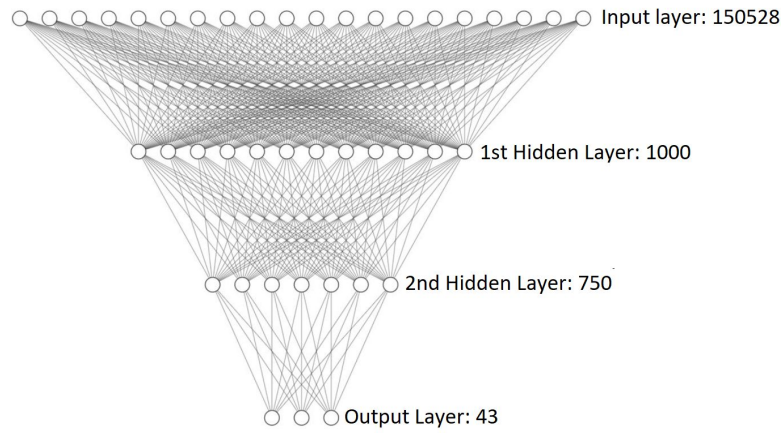 Input layer: 150528
1st Hidden Layer: 1000
2nd Hidden Layer: 750
Output Layer: 43